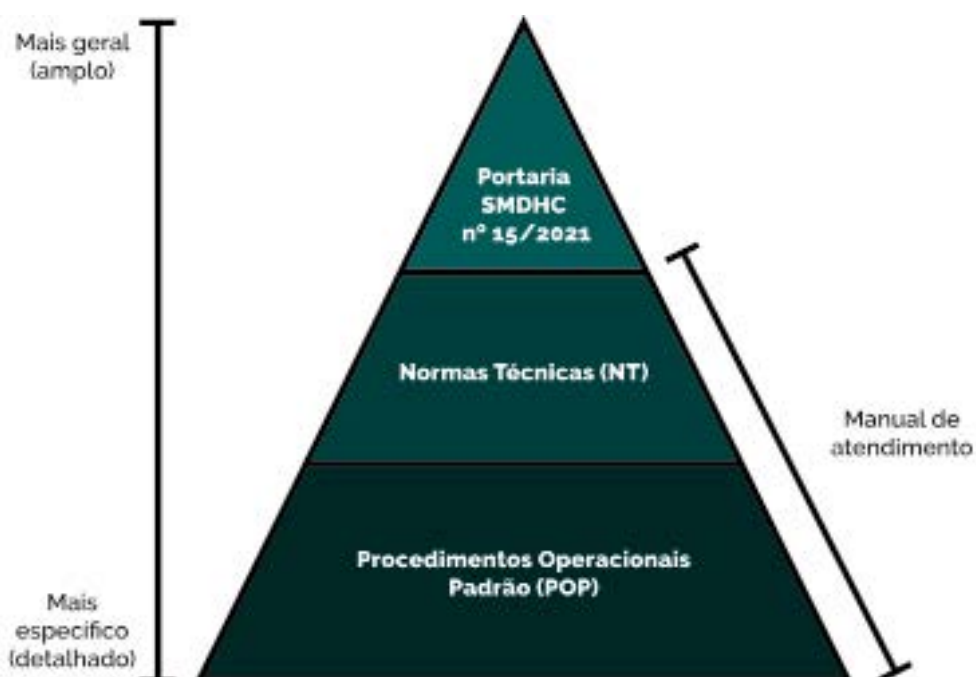 Mais geral
(amplo)
Portaria
SMDHC
nº 15/2021
Normas Técnicas (NT)
Manual de
atendimento
Procedimentos Operacionais
Padrão (POP)
Mais
específico
(detalhado)